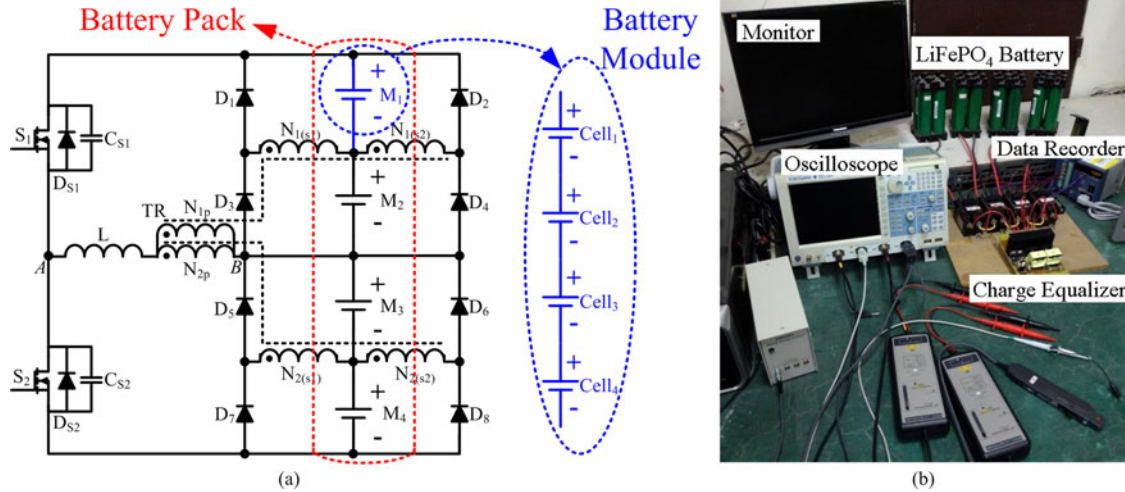 Battery Pack
Battery
Module
S1
DS1
CS1
D1
M1
+
-
D2
N1(s1)
N1(s2)
D3
M2
+
-
D4
TR
N1p
L
N2p
A
B
D5
M3
+
-
D6
S2
DS2
CS2
N2(s1)
N2(s2)
D7
M4
+
-
D8
+
Cell1
-
+
Cell2
-
+
Cell3
-
+
Cell4
-
(a)
Monitor
LiFePO4 Battery
Oscilloscope
Data Recorder
YOKOGAWA
Charge Equalizer
(b)